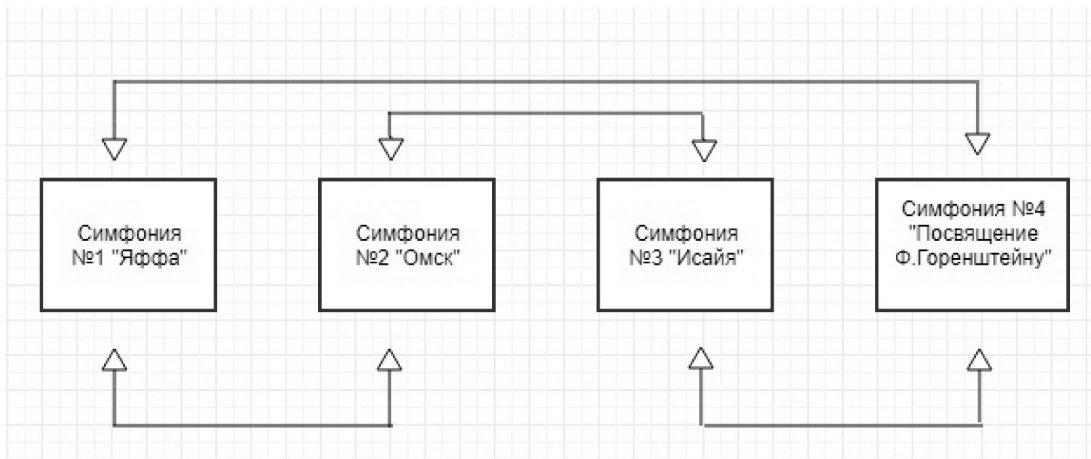 Симфония
№1 "Яффа"
Симфония
№2 "Омск"
Симфония
№3 "Исайя"
Симфония №4
"Посвящение
Ф.Горенштейну"